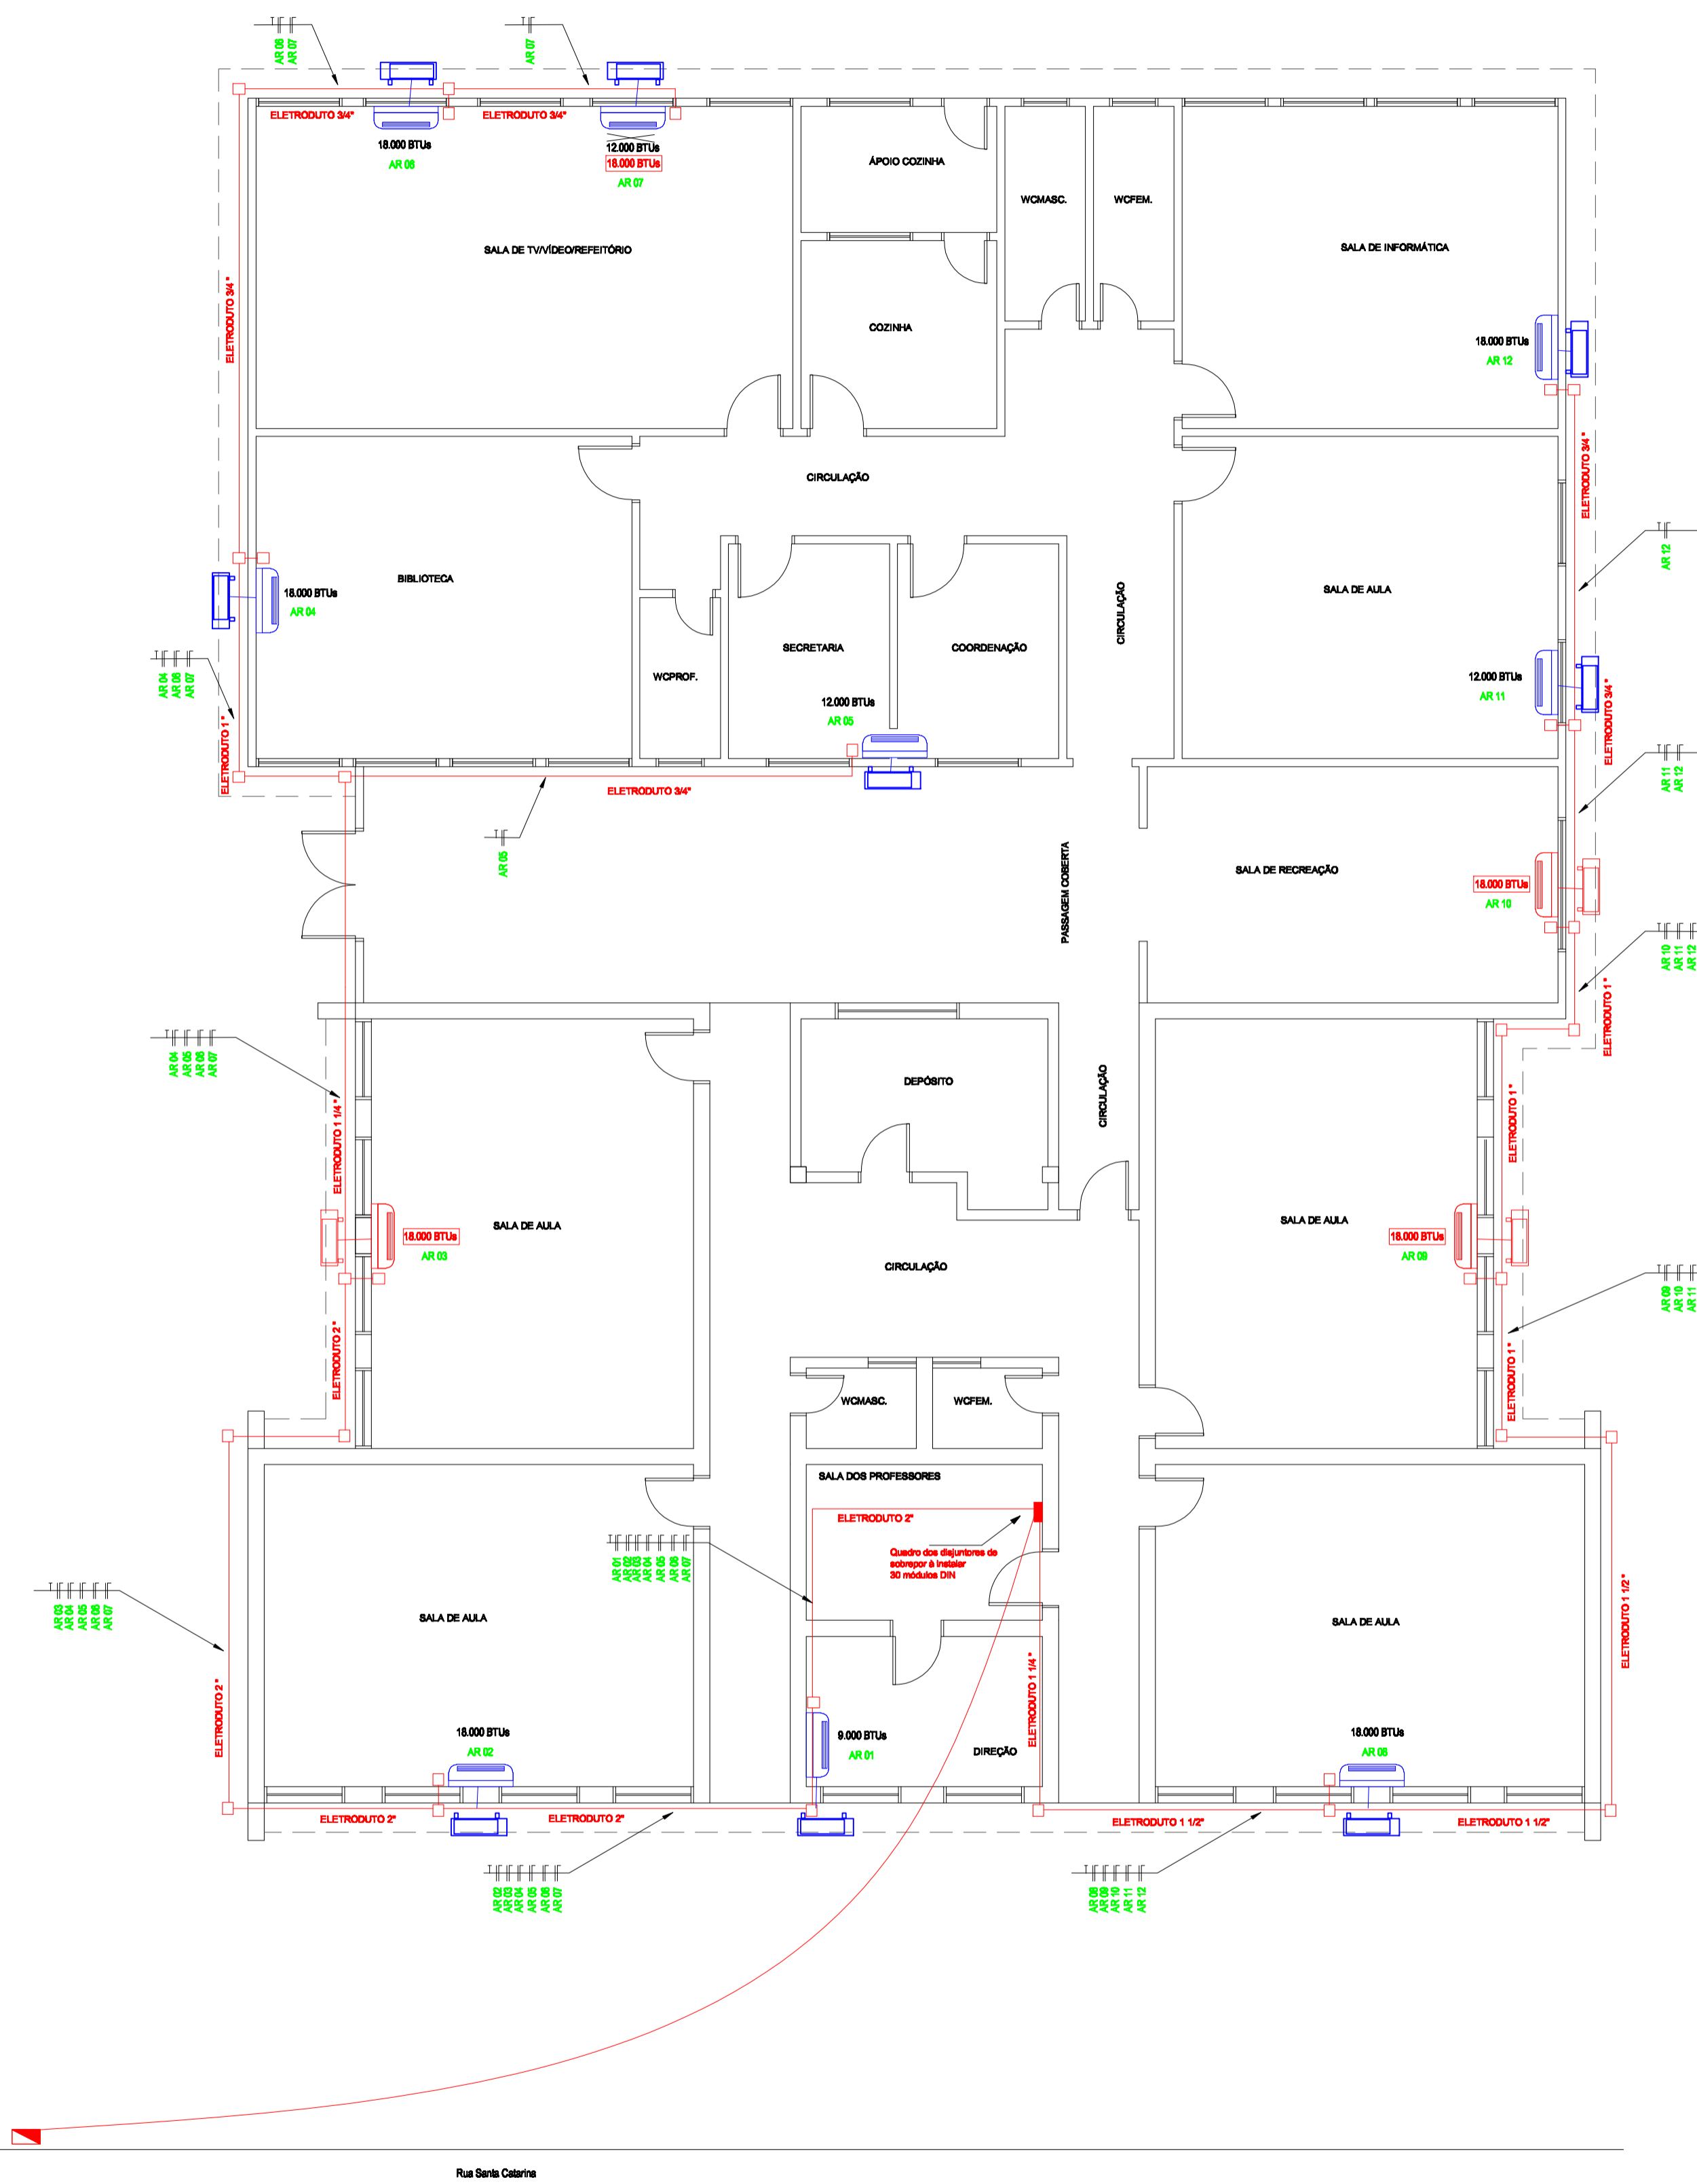 AR 06
AR 07
AR 07
ELETRODUTO 3/4"
ELETRODUTO 3/4"
18.000 BTUs
AR 06
12.000 BTUs
18.000 BTUs
AR 07
ÁPOIO COZINHA
WCMASC.
WCFEM.
SALA DE TV/VÍDEO/REFEITÓRIO
SALA DE INFORMÁTICA
ELETRODUTO 3/4 "
COZINHA
18.000 BTUs
AR 12
ELETRODUTO 3/4 "
CIRCULAÇÃO
AR 12
BIBLIOTECA
18.000 BTUs
AR 04
CIRCULAÇÃO
SALA DE AULA
SECRETARIA
COORDENAÇÃO
WCPROF.
AR 04
AR 06
AR 07
12.000 BTUs
AR 05
12.000 BTUs
AR 11
ELETRODUTO 3/4 "
ELETRODUTO 1 "
ELETRODUTO 3/4"
AR 11
AR 12
AR 05
PASSAGEM COBERTA
SALA DE RECREAÇÃO
18.000 BTUs
AR 10
AR 10
AR 11
AR 12
ELETRODUTO 1 "
AR 04
AR 05
AR 06
AR 07
ELETRODUTO 1 1/4 "
DEPÓSITO
CIRCULAÇÃO
ELETRODUTO 1 "
SALA DE AULA
18.000 BTUs
AR 03
SALA DE AULA
18.000 BTUs
AR 09
CIRCULAÇÃO
AR 09
AR 10
AR 11
ELETRODUTO 2 "
ELETRODUTO 1 "
WCMASC.
WCFEM.
SALA DOS PROFESSORES
ELETRODUTO 2"
Quadro dos disjuntores de
sobrepor à instalar
30 módulos DIN
AR 01
AR 02
AR 03
AR 04
AR 05
AR 06
AR 07
AR 03
AR 04
AR 05
AR 06
AR 07
SALA DE AULA
SALA DE AULA
ELETRODUTO 1 1/2 "
ELETRODUTO 2 "
ELETRODUTO 1 1/4 "
18.000 BTUs
AR 02
9.000 BTUs
AR 01
DIREÇÃO
18.000 BTUs
AR 08
ELETRODUTO 2"
ELETRODUTO 2"
ELETRODUTO 1 1/2"
ELETRODUTO 1 1/2"
AR 02
AR 03
AR 04
AR 05
AR 06
AR 07
AR 08
AR 09
AR 10
AR 11
AR 12
Rua Santa Catarina